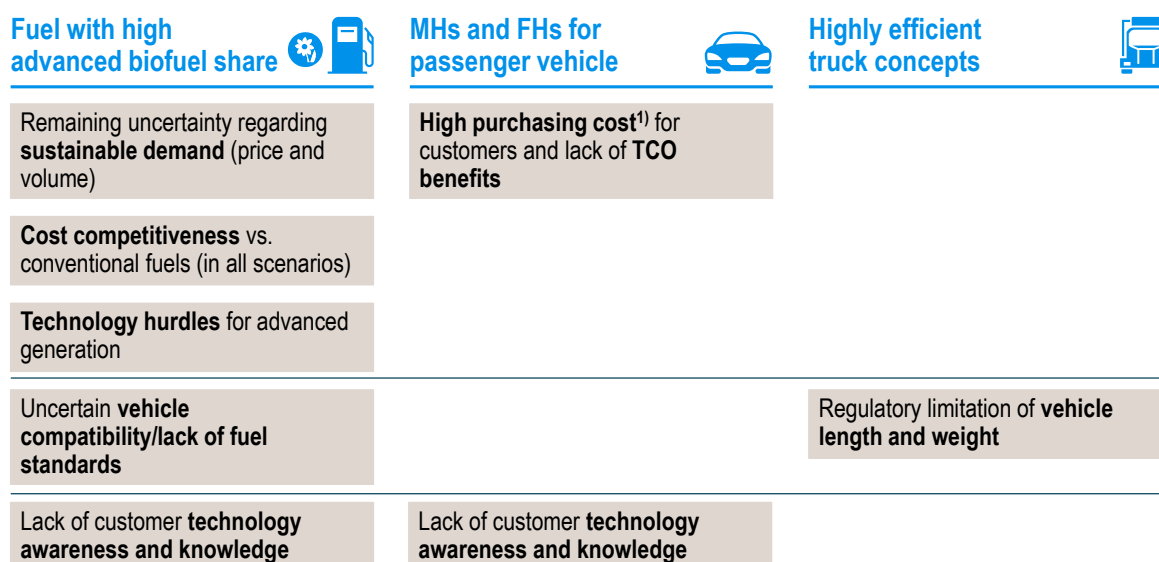 Fuel with high
advanced biofuel share
MHs and FHs for
passenger vehicle
Highly efficient
truck concepts
Remaining uncertainty regarding
sustainable demand (price and
volume)
High purchasing cost1) for
customers and lack of TCO
benefits
Cost competitiveness vs.
conventional fuels (in all scenarios)
Technology hurdles for advanced
generation
Uncertain vehicle
compatibility/lack of fuel
standards
Regulatory limitation of vehicle
length and weight
Lack of customer technology
awareness and knowledge
Lack of customer technology
awareness and knowledge